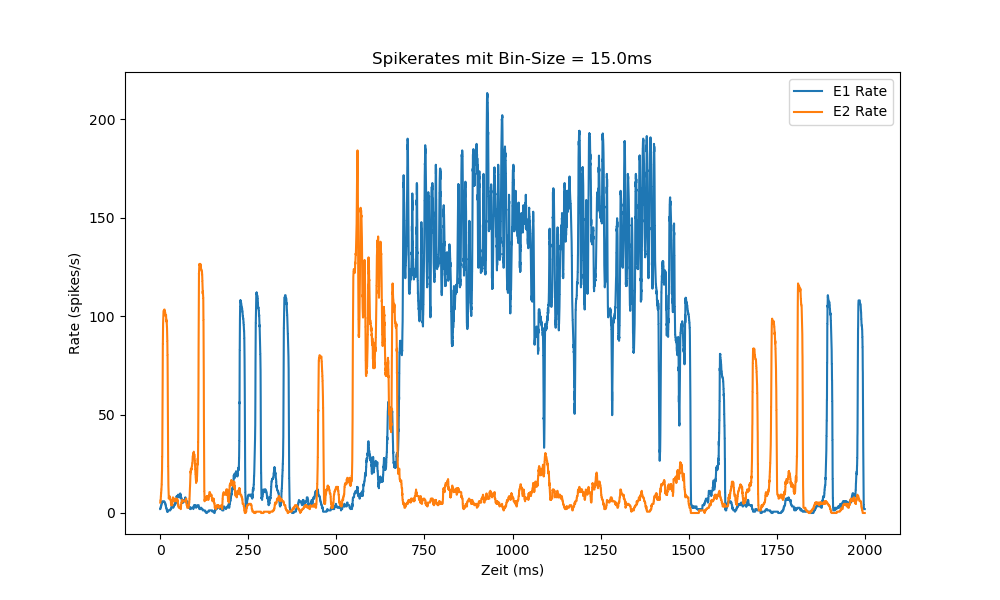 Spikerates mit Bin-Size = 15.0ms
E1 Rate
E2 Rate
Rate (spikes/s)
200
150
100
50
0
0 250 500 750 1000 1250 1500 1750 2000
Zeit (ms)